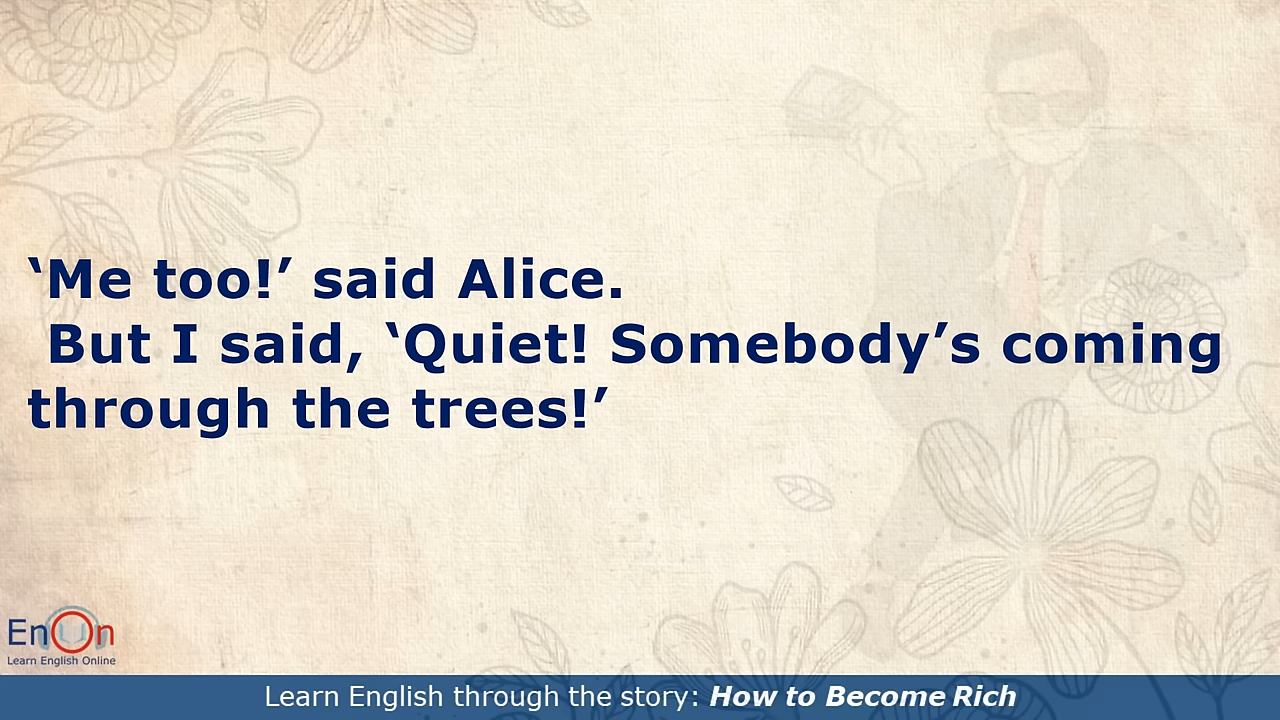 ‘Me too!’ said Alice.
But I said, ‘Quiet! Somebody’s coming
through the trees!’
EnOn
Learn English Online
Learn English through the story: How to Become Rich